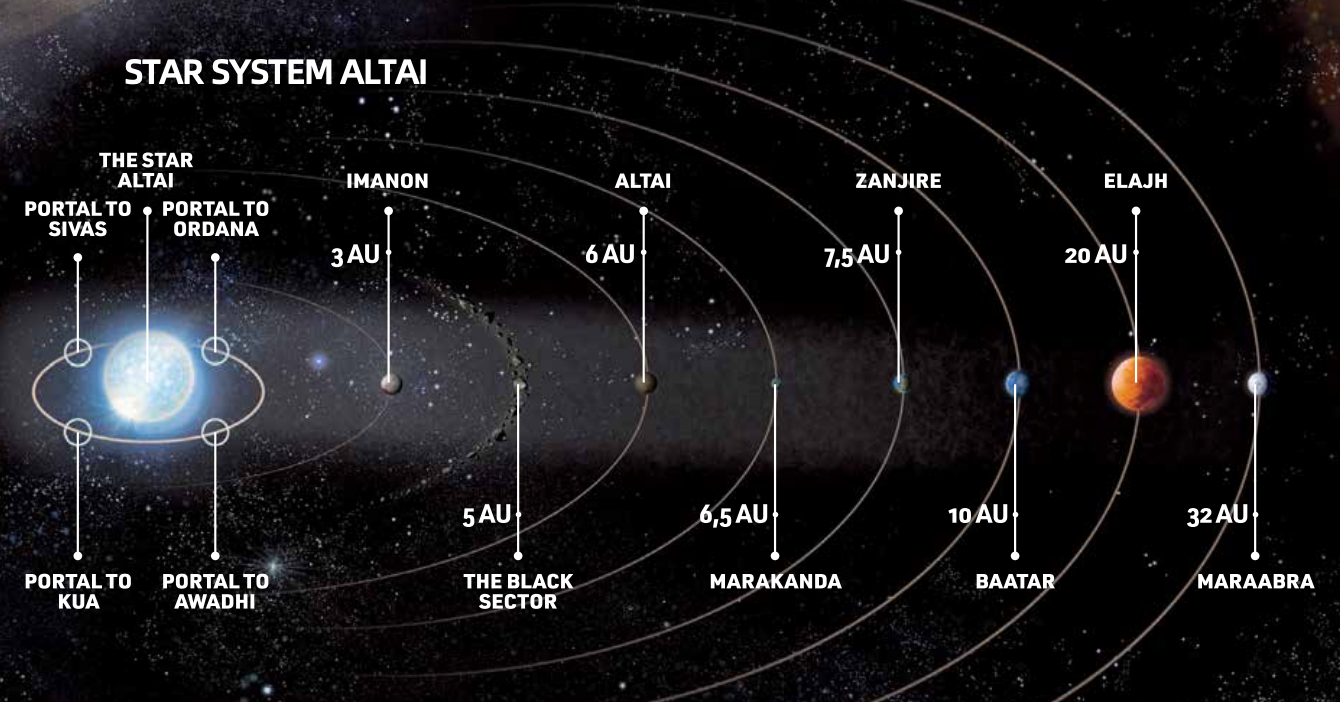 STAR SYSTEM ALTAI
THE STAR
ALTAI
PORTAL TO
SIVAS
PORTAL TO
ORDANA
IMANON
3 AU
ALTAI
6 AU
ZANJIRE
7,5 AU
ELAJH
20 AU
PORTAL TO
KUA
PORTAL TO
AWADHI
5 AU
THE BLACK
SECTOR
6,5 AU
MARAKANDA
10 AU
BAATAR
32 AU
MARAABRA